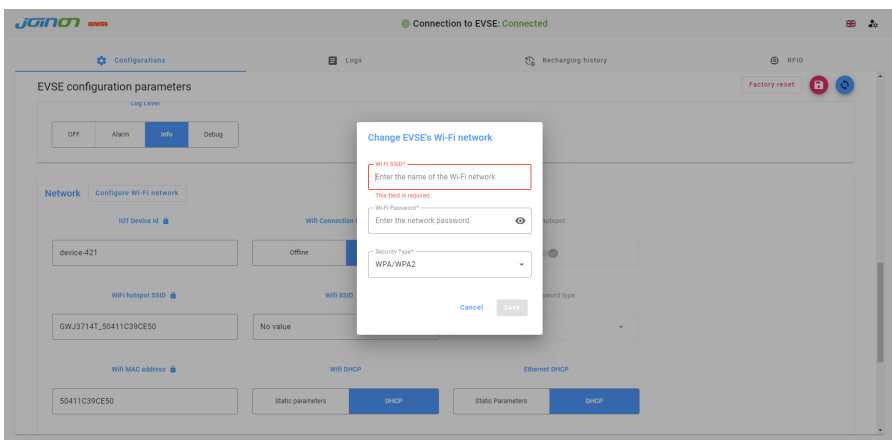 JOINON GEWISS
Connection to EVSE: Connected
Configurations
Logs
Recharging history
RFID
EVSE configuration parameters
Factory reset
Log Level
OFF
Alarm
Info
Debug
Network
Configure Wi-Fi network
IOT Device Id
Wifi Connection
device-421
Offline
WiFi hotspot SSID
Wifi SSID
GWJ3714T_50411C39CE50
No value
Wifi MAC address
Wifi DHCP
Ethernet DHCP
50411C39CE50
Static parameters
DHCP
Static Parameters
DHCP
Change EVSE's Wi-Fi network
Wi-Fi SSID*
Enter the name of the Wi-Fi network
This field is required
Wi-Fi Password*
Enter the network password
Security Type*
WPA/WPA2
Cancel
Save